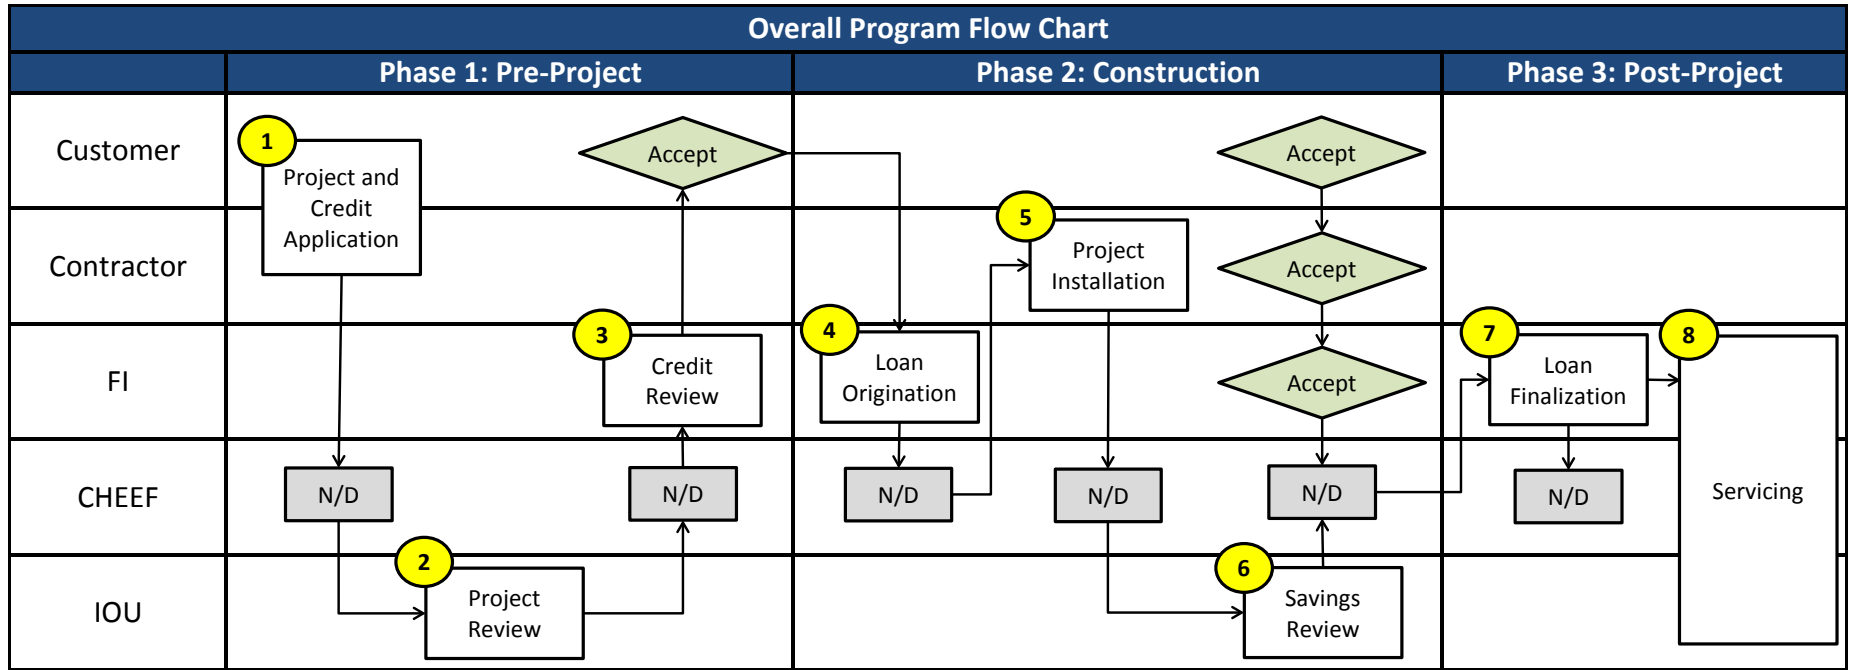 Overall Program Flow Chart
Phase 1: Pre-Project
Phase 2: Construction
Phase 3: Post-Project
Customer
1
Project and
Credit
Application
Accept
Accept
Contractor
5
Project
Installation
Accept
FI
3
Credit
Review
4
Loan
Origination
Accept
7
Loan
Finalization
8
Servicing
CHEEF
N/D
N/D
N/D
N/D
N/D
N/D
IOU
2
Project
Review
6
Savings
Review